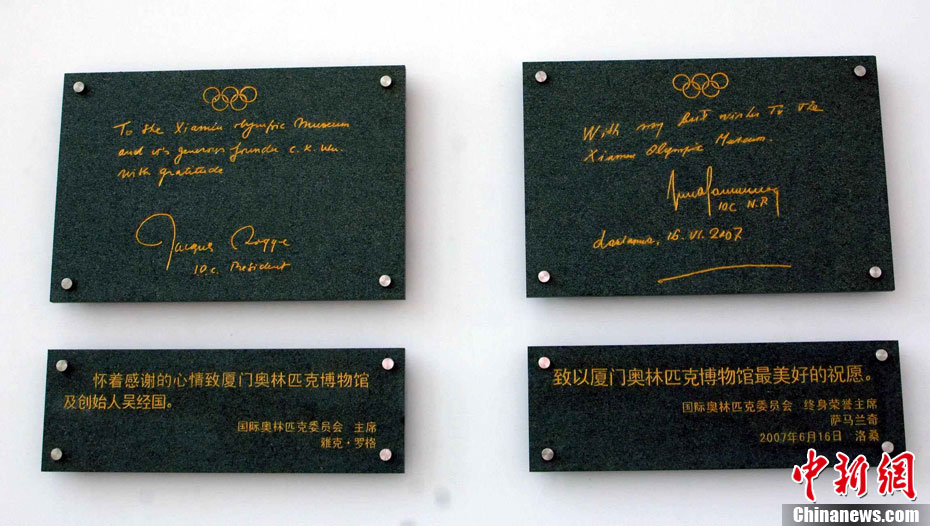 To the Xiamin olympic Museum
and it's generous founder C.K. Wu.
with gratitude
Jacques Rogge
IOC President
With my Best wishes To the
Xiamen Olympic Museum.
IOC
Lausanne, 16.VI.2007
怀着感谢的心情致厦门奥林匹克博物馆
及创始人吴经国。
国际奥林匹克委员会 主席
雅克·罗格
致以厦门奥林匹克博物馆最美好的祝愿。
国际奥林匹克委员会 终身荣誉主席
萨马兰奇
2007年6月16日 洛桑
中新網
Chinanews.com